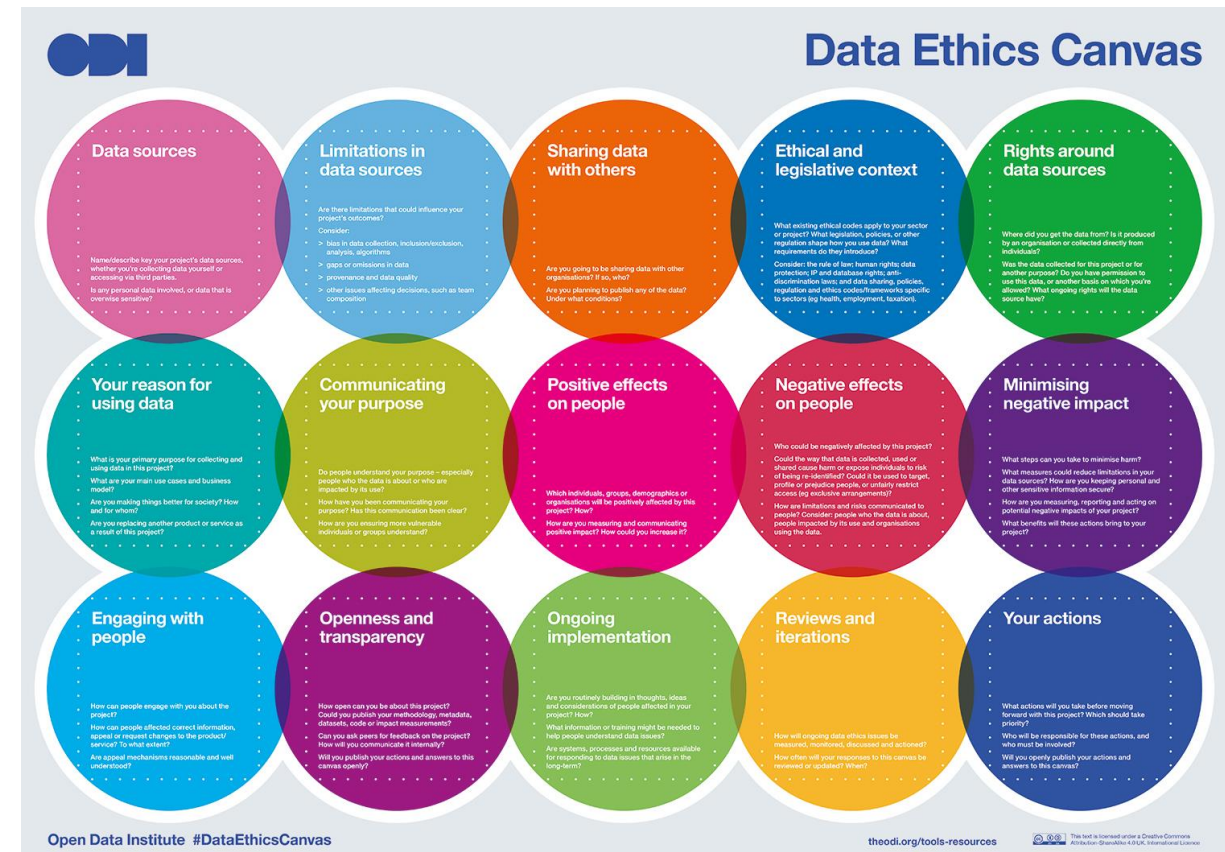 ODI
Data Ethics Canvas
Data sources
Name/describe key your project's data sources,
whether you're collecting data yourself or
accessing via third parties.
Is any personal data involved, or data that is
overwise sensitive?
Limitations in
data sources
Are there limitations that could influence your
project's outcomes?
Consider:
> bias in data collection, inclusion/exclusion,
analysis, algorithms
> gaps or omissions in data
> provenance and data quality
> other issues affecting decisions, such as team
composition
Sharing data
with others
Are you going to be sharing data with other
organisations? If so, who?
Are you planning to publish any of the data?
Under what conditions?
Ethical and
legislative context
What existing ethical codes apply to your sector
or project? What legislation, policies, or other
regulation shape how you use data? What
requirements do they introduce?
Consider: the rule of law; human rights; data
protection; IP and database rights; anti-
discrimination laws; and data sharing, policies,
regulation and ethics codes/frameworks specific
to sectors (eg health, employment, taxation).
Rights around
data sources
Where did you get the data from? Is it produced
by an organisation or collected directly from
individuals?
Was the data collected for this project or for
another purpose? Do you have permission to
use this data, or another basis on which you're
allowed? What ongoing rights will the data
source have?
Your reason for
using data
What is your primary purpose for collecting and
using data in this project?
What are your main use cases and business
model?
Are you making things better for society? How
and for whom?
Are you replacing another product or service as
a result of this project?
Communicating
your purpose
Do people understand your purpose – especially
people who the data is about or who are
impacted by its use?
How have you been communicating your
purpose? Has this communication been clear?
How are you ensuring more vulnerable
individuals or groups understand?
Positive effects
on people
Which individuals, groups, demographics or
organisations will be positively affected by this
project? How?
How are you measuring and communicating
positive impact? How could you increase it?
Negative effects
on people
Who could be negatively affected by this project?
Could the way that data is collected, used or
shared cause harm or expose individuals to risk
of being re-identified? Could it be used to target,
profile or prejudice people, or unfairly restrict
access (eg exclusive arrangements)?
How are limitations and risks communicated to
people? Consider: people who the data is about,
people impacted by its use and organisations
using the data.
Minimising
negative impact
What steps can you take to minimise harm?
What measures could reduce limitations in your
data sources? How are you keeping personal and
other sensitive information secure?
How are you measuring, reporting and acting on
potential negative impacts of your project?
What benefits will these actions bring to your
project?
Engaging with
people
How can people engage with you about the
project?
How can people affected correct information,
appeal or request changes to the product/
service? To what extent?
Are appeal mechanisms reasonable and well
understood?
Openness and
transparency
How open can you be about this project?
Could you publish your methodology, metadata,
datasets, code or impact measurements?
Can you ask peers for feedback on the project?
How will you communicate it internally?
Will you publish your actions and answers to this
canvas openly?
Ongoing
implementation
Are you routinely building in thoughts, ideas
and considerations of people affected in your
project? How?
What information or training might be needed to
help people understand data issues?
Are systems, processes and resources available
for responding to data issues that arise in the
long-term?
Reviews and
iterations
How will ongoing data ethics issues be
measured, monitored, discussed and actioned?
How often will your responses to this canvas be
reviewed or updated? When?
Your actions
What actions will you take before moving
forward with this project? Which should take
priority?
Who will be responsible for these actions, and
who must be involved?
Will you openly publish your actions and
answers to this canvas?
Open Data Institute #DataEthicsCanvas
theodi.org/tools-resources
This text is licensed under a Creative Commons
Attribution-ShareAlike 4.0 UK. International Licence